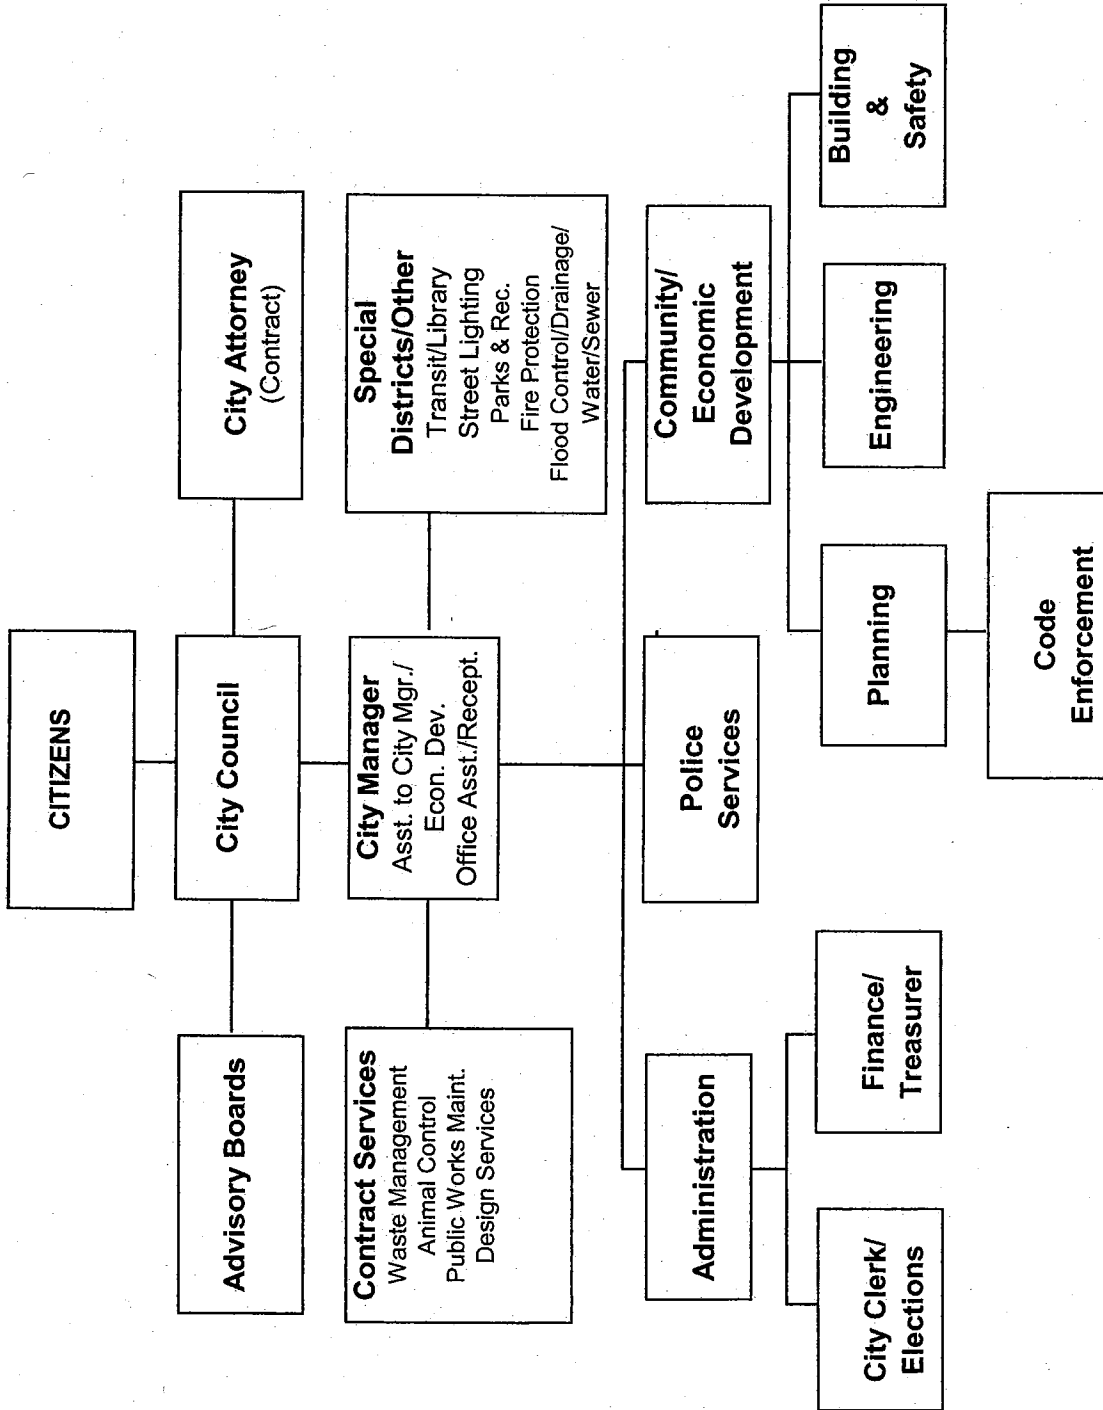 CITIZENS
Advisory Boards
City Council
City Attorney
(Contract)
Contract Services
Waste Management
Animal Control
Public Works Maint.
Design Services
City Manager
Asst. to City Mgr./
Econ. Dev.
Office Asst./Recept.
Special
Districts/Other
Transit/Library
Street Lighting
Parks & Rec.
Fire Protection
Flood Control/Drainage/
Water/Sewer
Administration
Police
Services
Community/
Economic
Development
City Clerk/
Elections
Finance/
Treasurer
Planning
Engineering
Building
&
Safety
Code
Enforcement